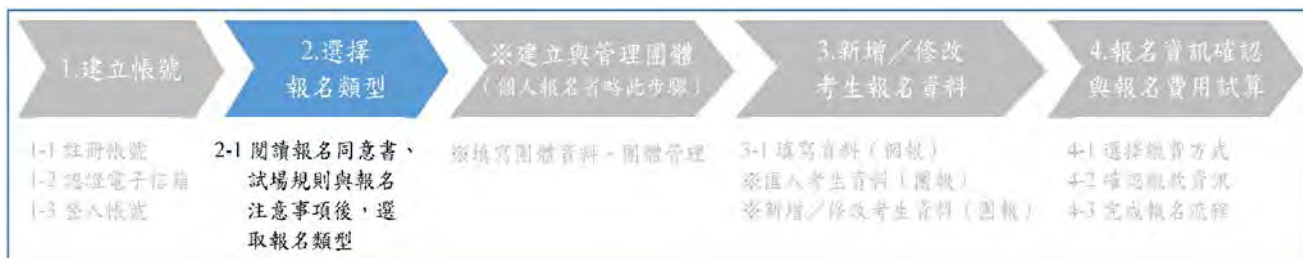 1.建立帳號
2.選擇
報名類型
※建立與管理團體
(個人報名省略此步驟)
3.新增／修改
考生報名資料
4.報名資訊確認
與報名費用試算
1-1 註冊帳號
1-2 認證電子信箱
1-3 登入帳號
2-1 閱讀報名同意書、
試場規則與報名
注意事項後，選
取報名類型
※填寫團體資料、團體管理
3-1 填寫資料(個報)
※匯入考生資料(團報)
※新增／修改考生資料(團報)
4-1 選擇繳費方式
4-2 確認繳款資訊
4-3 完成報名流程